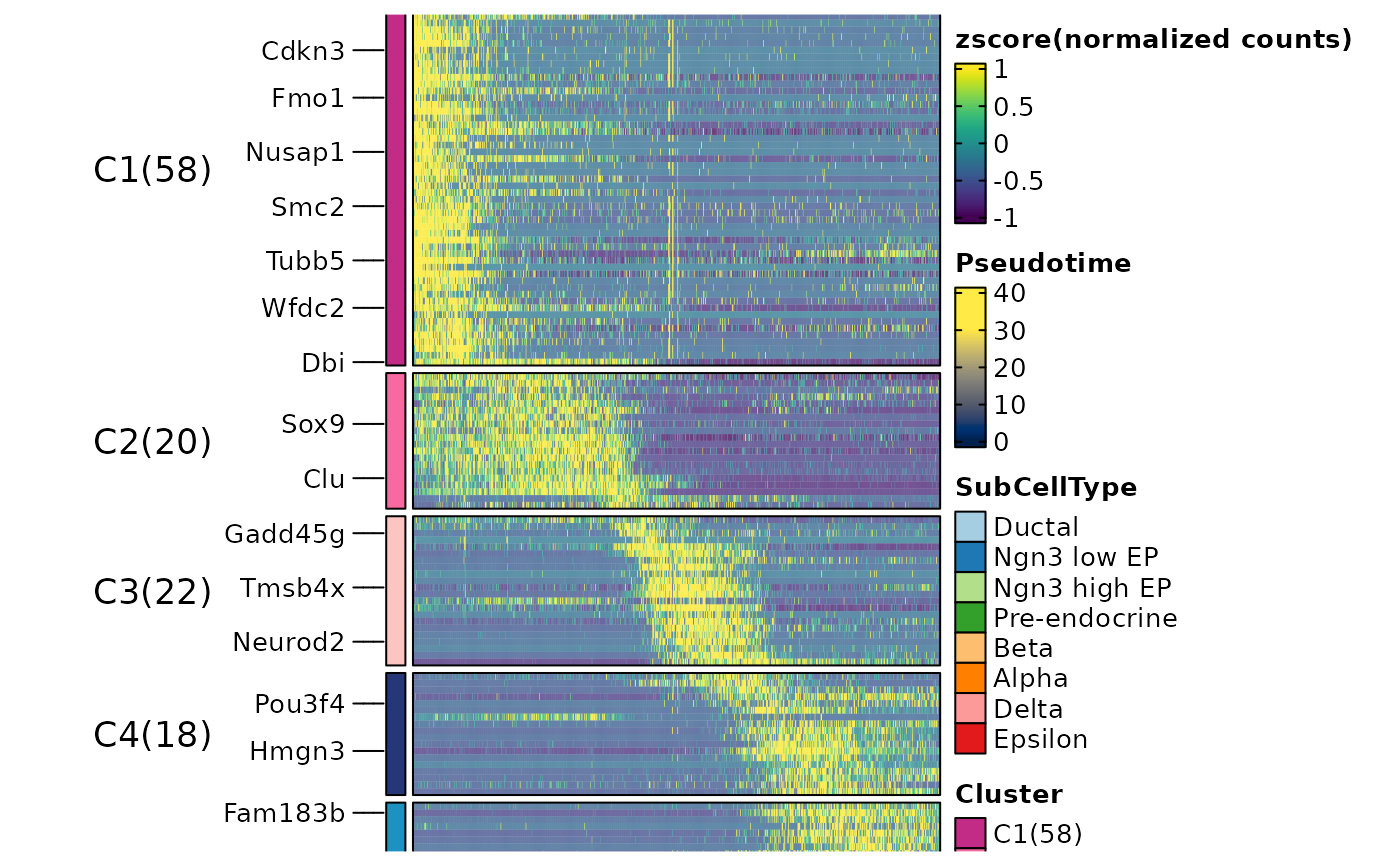 C1(58)
Cdkn3
Fmo1
Nusap1
Smc2
Tubb5
Wfdc2
Dbi
C2(20)
Sox9
Clu
C3(22)
Gadd45g
Tmsb4x
Neurod2
C4(18)
Pou3f4
Hmgn3
Fam183b
zscore(normalized counts)
1
0.5
0
-0.5
-1
Pseudotime
40
30
20
10
0
SubCellType
Ductal
Ngn3 low EP
Ngn3 high EP
Pre-endocrine
Beta
Alpha
Delta
Epsilon
Cluster
C1(58)